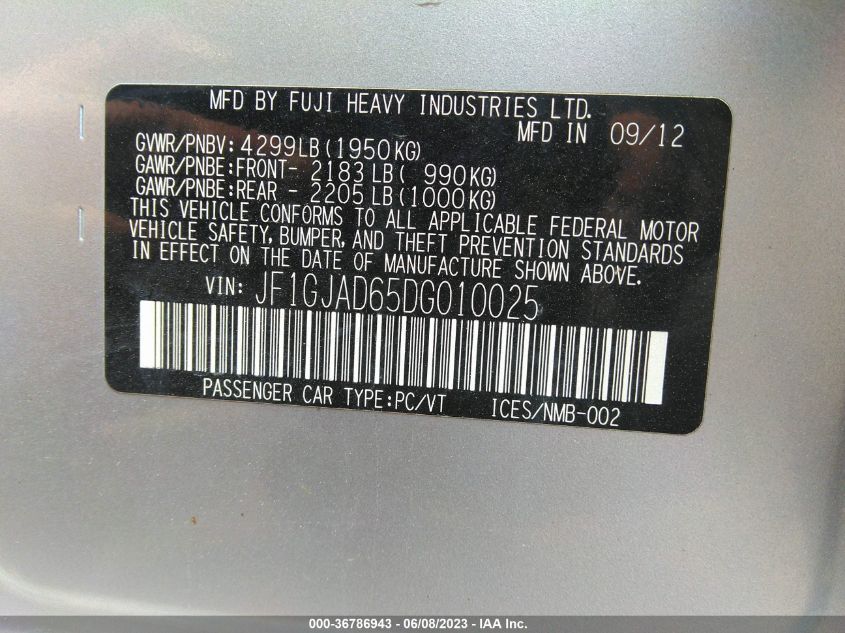 MFD BY FUJI HEAVY INDUSTRIES LTD.
MFD IN 09/12
GVWR/PNBV: 4299LB(1950KG)
GAWR/PNBE:FRONT- 2183LB( 990KG)
GAWR/PNBE:REAR - 2205LB(1000KG)
THIS VEHICLE CONFORMS TO ALL APPLICABLE FEDERAL MOTOR
VEHICLE SAFETY, BUMPER, AND THEFT PREVENTION STANDARDS
IN EFFECT ON THE DATE OF MANUFACTURE SHOWN ABOVE.
VIN: JF1GJAD65DG010025
PASSENGER CAR TYPE:PC/VT ICES/NMB-002
000-36786943 - 06/08/2023 - IAA Inc.